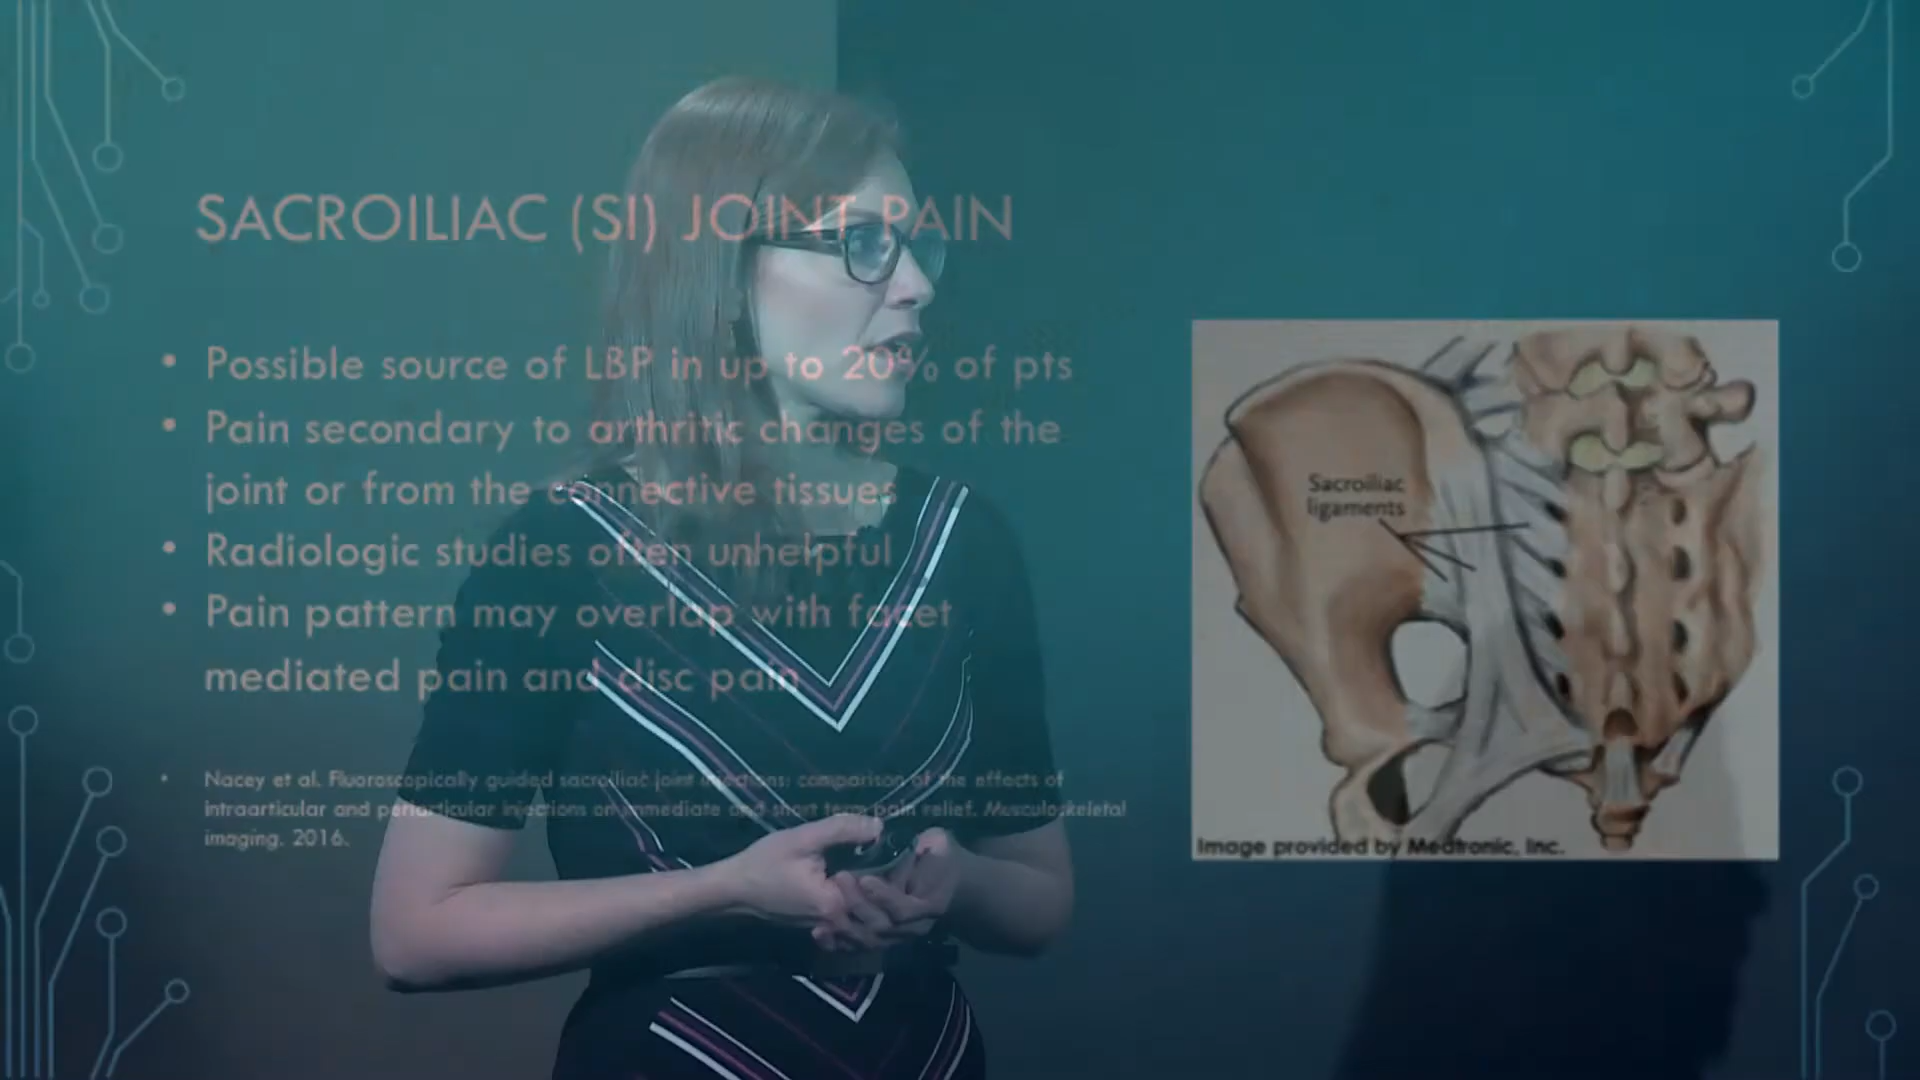 SACROILIAC (SI) JOINT PAIN
• Possible source of LBP in up to 20% of pts
• Pain secondary to arthritic changes of the
joint or from the connective tissues
• Radiologic studies often unhelpful
• Pain pattern may overlap with facet
mediated pain and disc pain
• Nacey et al. Fluoroscopically guided sacroiliac joint injections: comparison of the effects of
intraarticular and periarticular injections on immediate and short term pain relief. Musculoskeletal
imaging. 2016.
Sacroiliac
ligaments
Image provided by Medtronic, Inc.